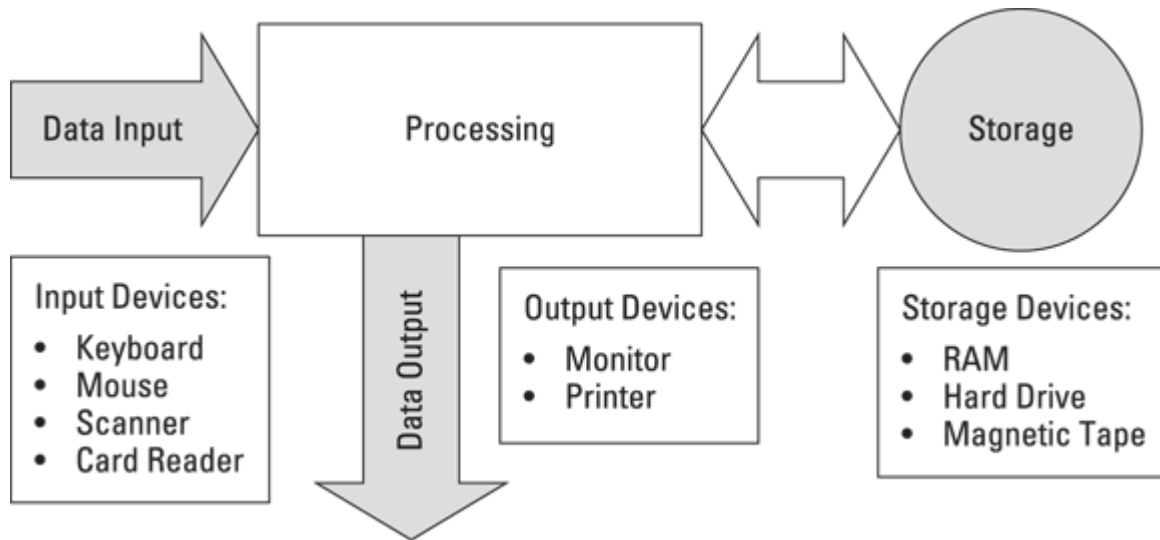 Data Input
Processing
Storage
Input Devices:
• Keyboard
• Mouse
• Scanner
• Card Reader
Data Output
Output Devices:
• Monitor
• Printer
Storage Devices:
• RAM
• Hard Drive
• Magnetic Tape